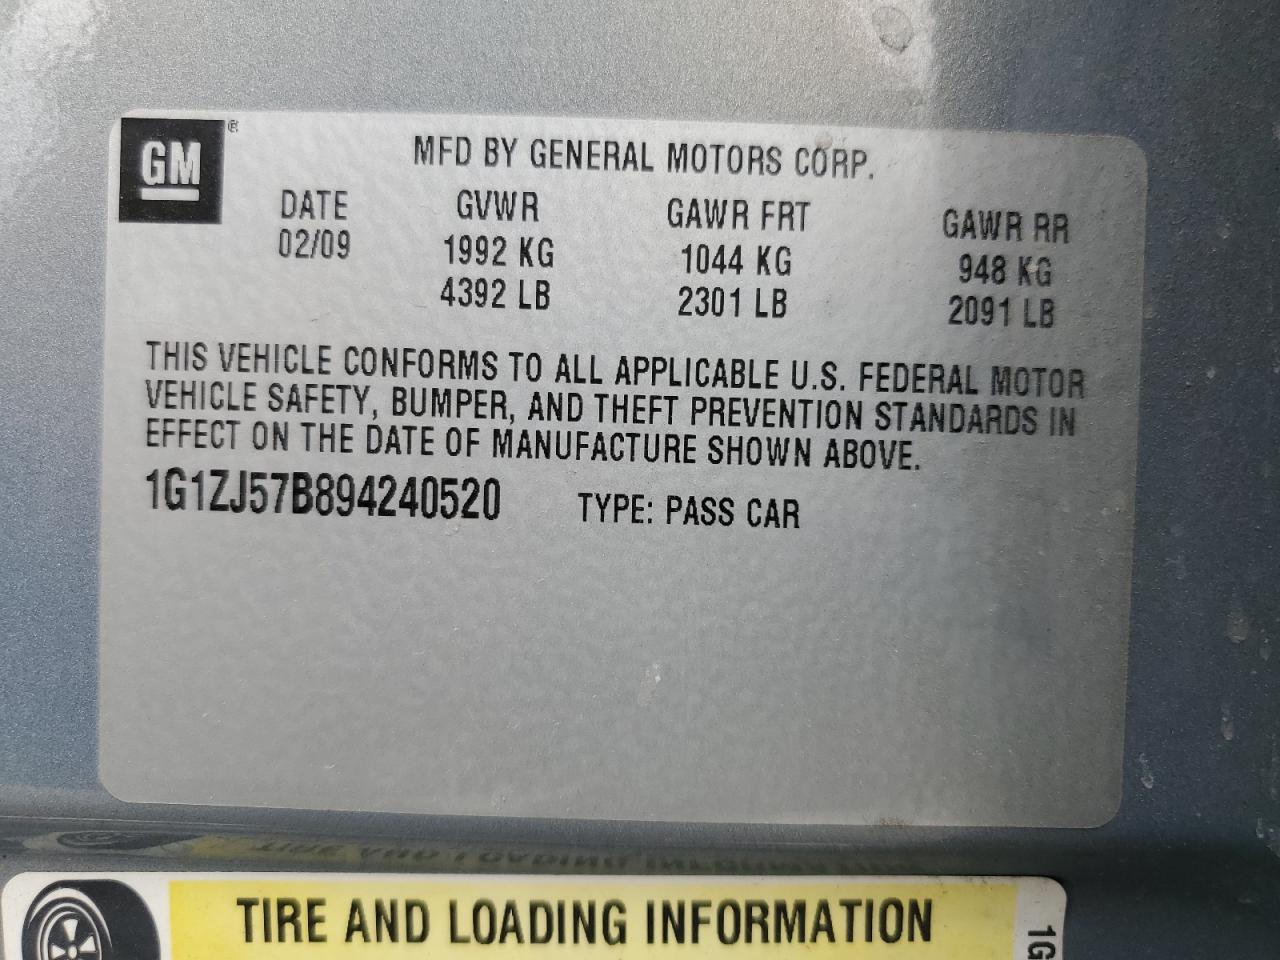 GM ®
MFD BY GENERAL MOTORS CORP.
DATE GVWR GAWR FRT GAWR RR
02/09 1992 KG 1044 KG 948 KG
4392 LB 2301 LB 2091 LB
THIS VEHICLE CONFORMS TO ALL APPLICABLE U.S. FEDERAL MOTOR
VEHICLE SAFETY, BUMPER, AND THEFT PREVENTION STANDARDS IN
EFFECT ON THE DATE OF MANUFACTURE SHOWN ABOVE.
1G1ZJ57B894240520 TYPE: PASS CAR
TIRE AND LOADING INFORMATION
1G